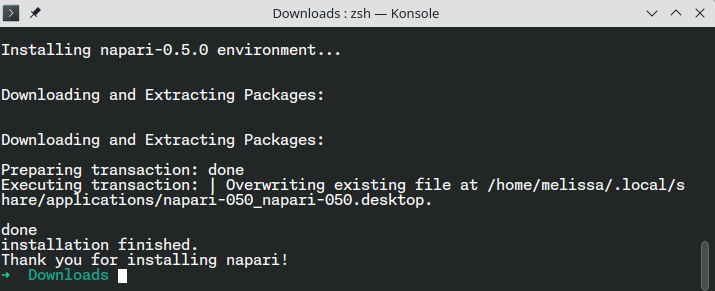 Downloads : zsh — Konsole
Installing napari-0.5.0 environment...
Downloading and Extracting Packages:
Downloading and Extracting Packages:
Preparing transaction: done
Executing transaction: | Overwriting existing file at /home/melissa/.local/s
hare/applications/napari-050_napari-050.desktop.
done
installation finished.
Thank you for installing napari!
➜ Downloads